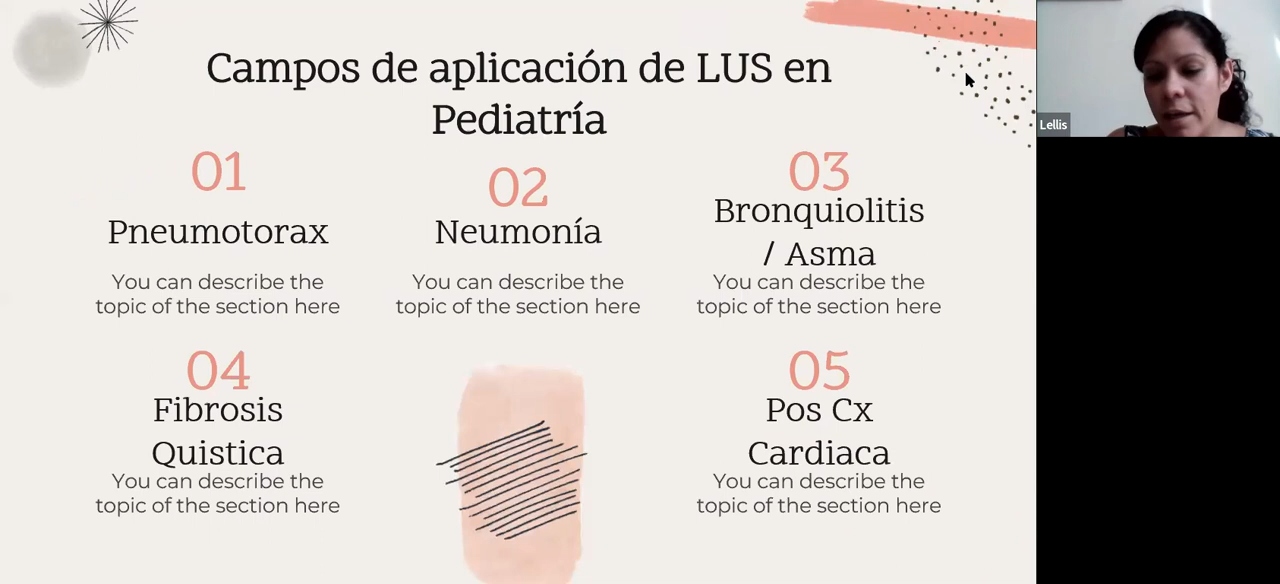 Campos de aplicación de LUS en
Pediatría
01
Pneumotorax
You can describe the
topic of the section here
02
Neumonía
You can describe the
topic of the section here
03
Bronquiolitis
/ Asma
You can describe the
topic of the section here
04
Fibrosis
Quistica
You can describe the
topic of the section here
05
Pos Cx
Cardiaca
You can describe the
topic of the section here
Lellis